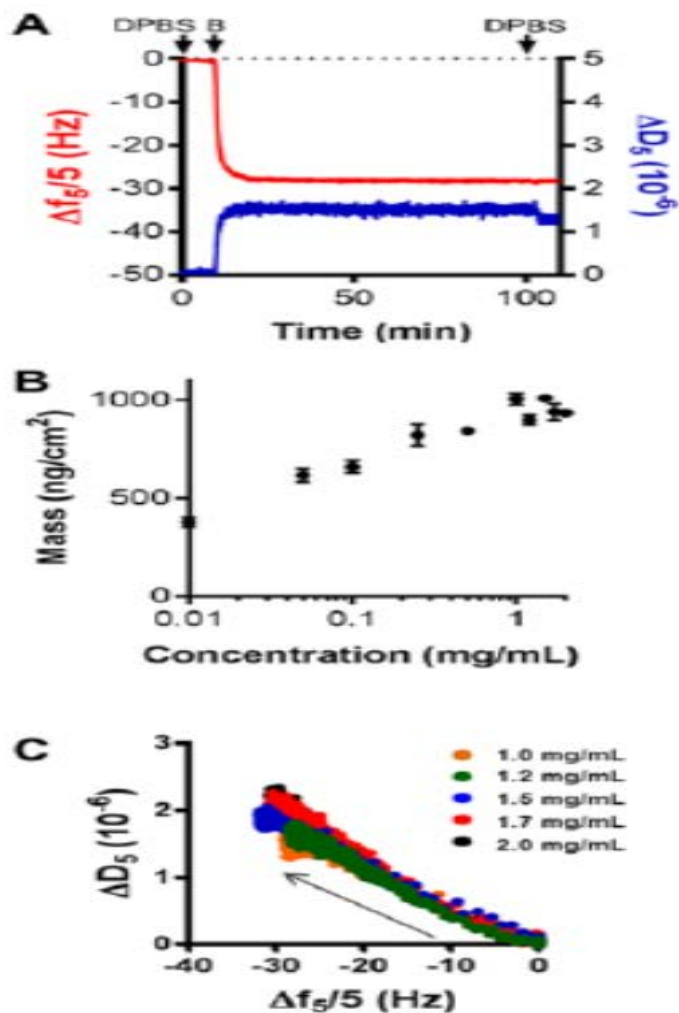 A
DPBS B DPBS
0 5
-10 4
-20 3
-30 2
-40 1
-50 0
Δf₅/5 (Hz)
ΔD₅ (10⁻⁶)
0 50 100
Time (min)
B
1000
500
0
Mass (ng/cm²)
0.01 0.1 1
Concentration (mg/mL)
C
3
2
1
0
ΔD₅ (10⁻⁶)
1.0 mg/mL
1.2 mg/mL
1.5 mg/mL
1.7 mg/mL
2.0 mg/mL
-40 -30 -20 -10 0
Δf₅/5 (Hz)